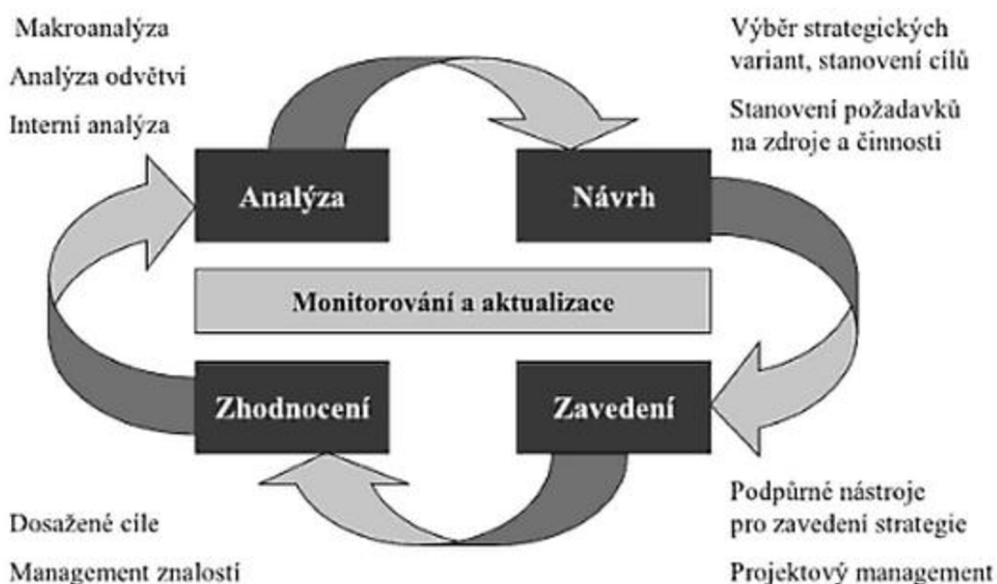 Makroanalýza
Analýza odvětví
Interní analýza
Výběr strategických
variant, stanovení cílů
Stanovení požadavků
na zdroje a činnosti
Analýza
Návrh
Monitorování a aktualizace
Zhodnocení
Zavedení
Dosažené cíle
Management znalostí
Podpůrné nástroje
pro zavedení strategie
Projektový management